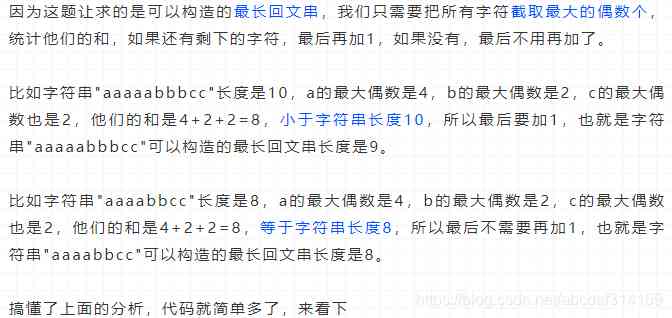 因为这题让求的是可以构造的最长回文串，我们只需要把所有字符截取最大的偶数个，
统计他们的和，如果还有剩下的字符，最后再加1，如果没有，最后不用再加了。
比如字符串"aaaaabbbcc"长度是10，a的最大偶数是4，b的最大偶数是2，c的最大偶
数也是2，他们的和是4+2+2=8，小于字符串长度10，所以最后要加1，也就是字符
串"aaaaabbbcc"可以构造的最长回文串长度是9。
比如字符串"aaaabbcc"长度是8，a的最大偶数是4，b的最大偶数是2，c的最大偶数
也是2，他们的和是4+2+2=8，等于字符串长度8，所以最后不需要再加1，也就是字
符串"aaaabbcc"可以构造的最长回文串长度是8。
搞懂了上面的分析，代码就简单多了，来看下